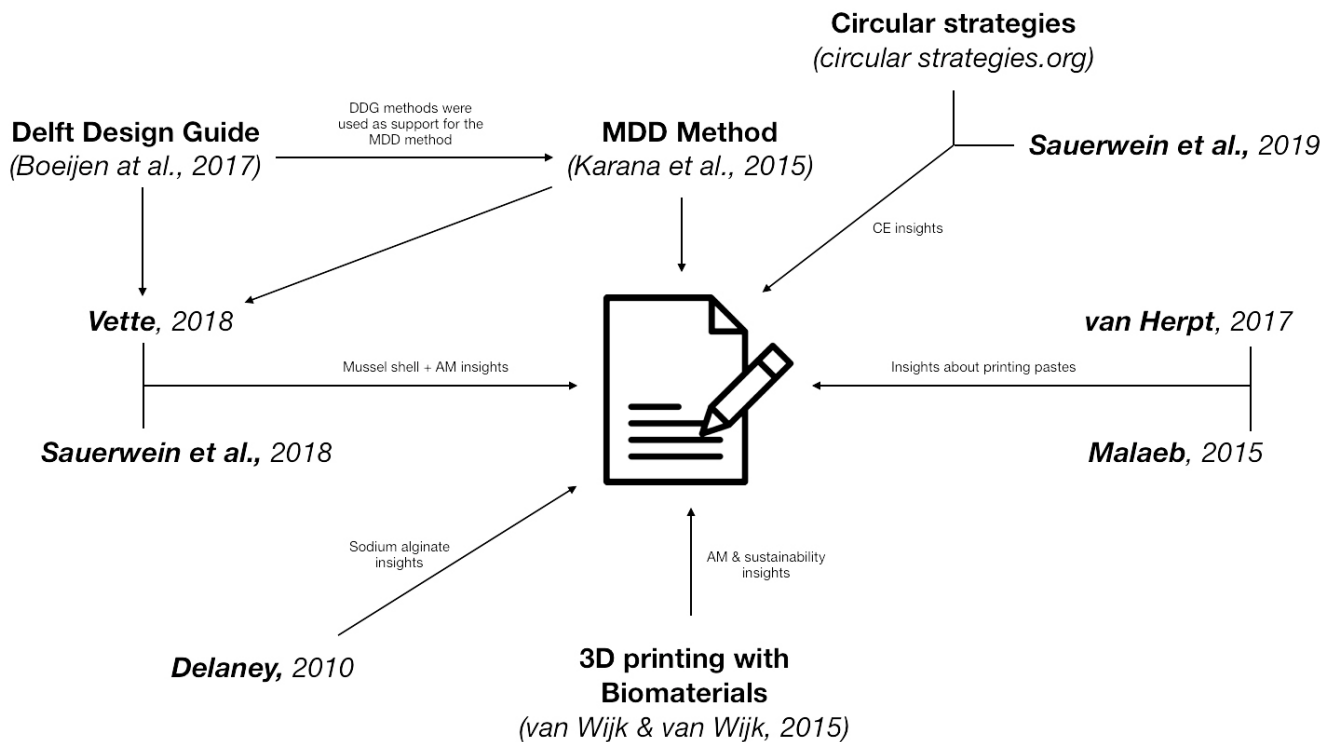 Circular strategies
(circular strategies.org)
Delft Design Guide
(Boeijen at al., 2017)
DDG methods were
used as support for the
MDD method
MDD Method
(Karana et al., 2015)
Sauerwein et al., 2019
CE insights
Vette, 2018
van Herpt, 2017
Mussel shell + AM insights
Insights about printing pastes
Sauerwein et al., 2018
Malaeb, 2015
Sodium alginate
insights
AM & sustainability
insights
Delaney, 2010
3D printing with
Biomaterials
(van Wijk & van Wijk, 2015)